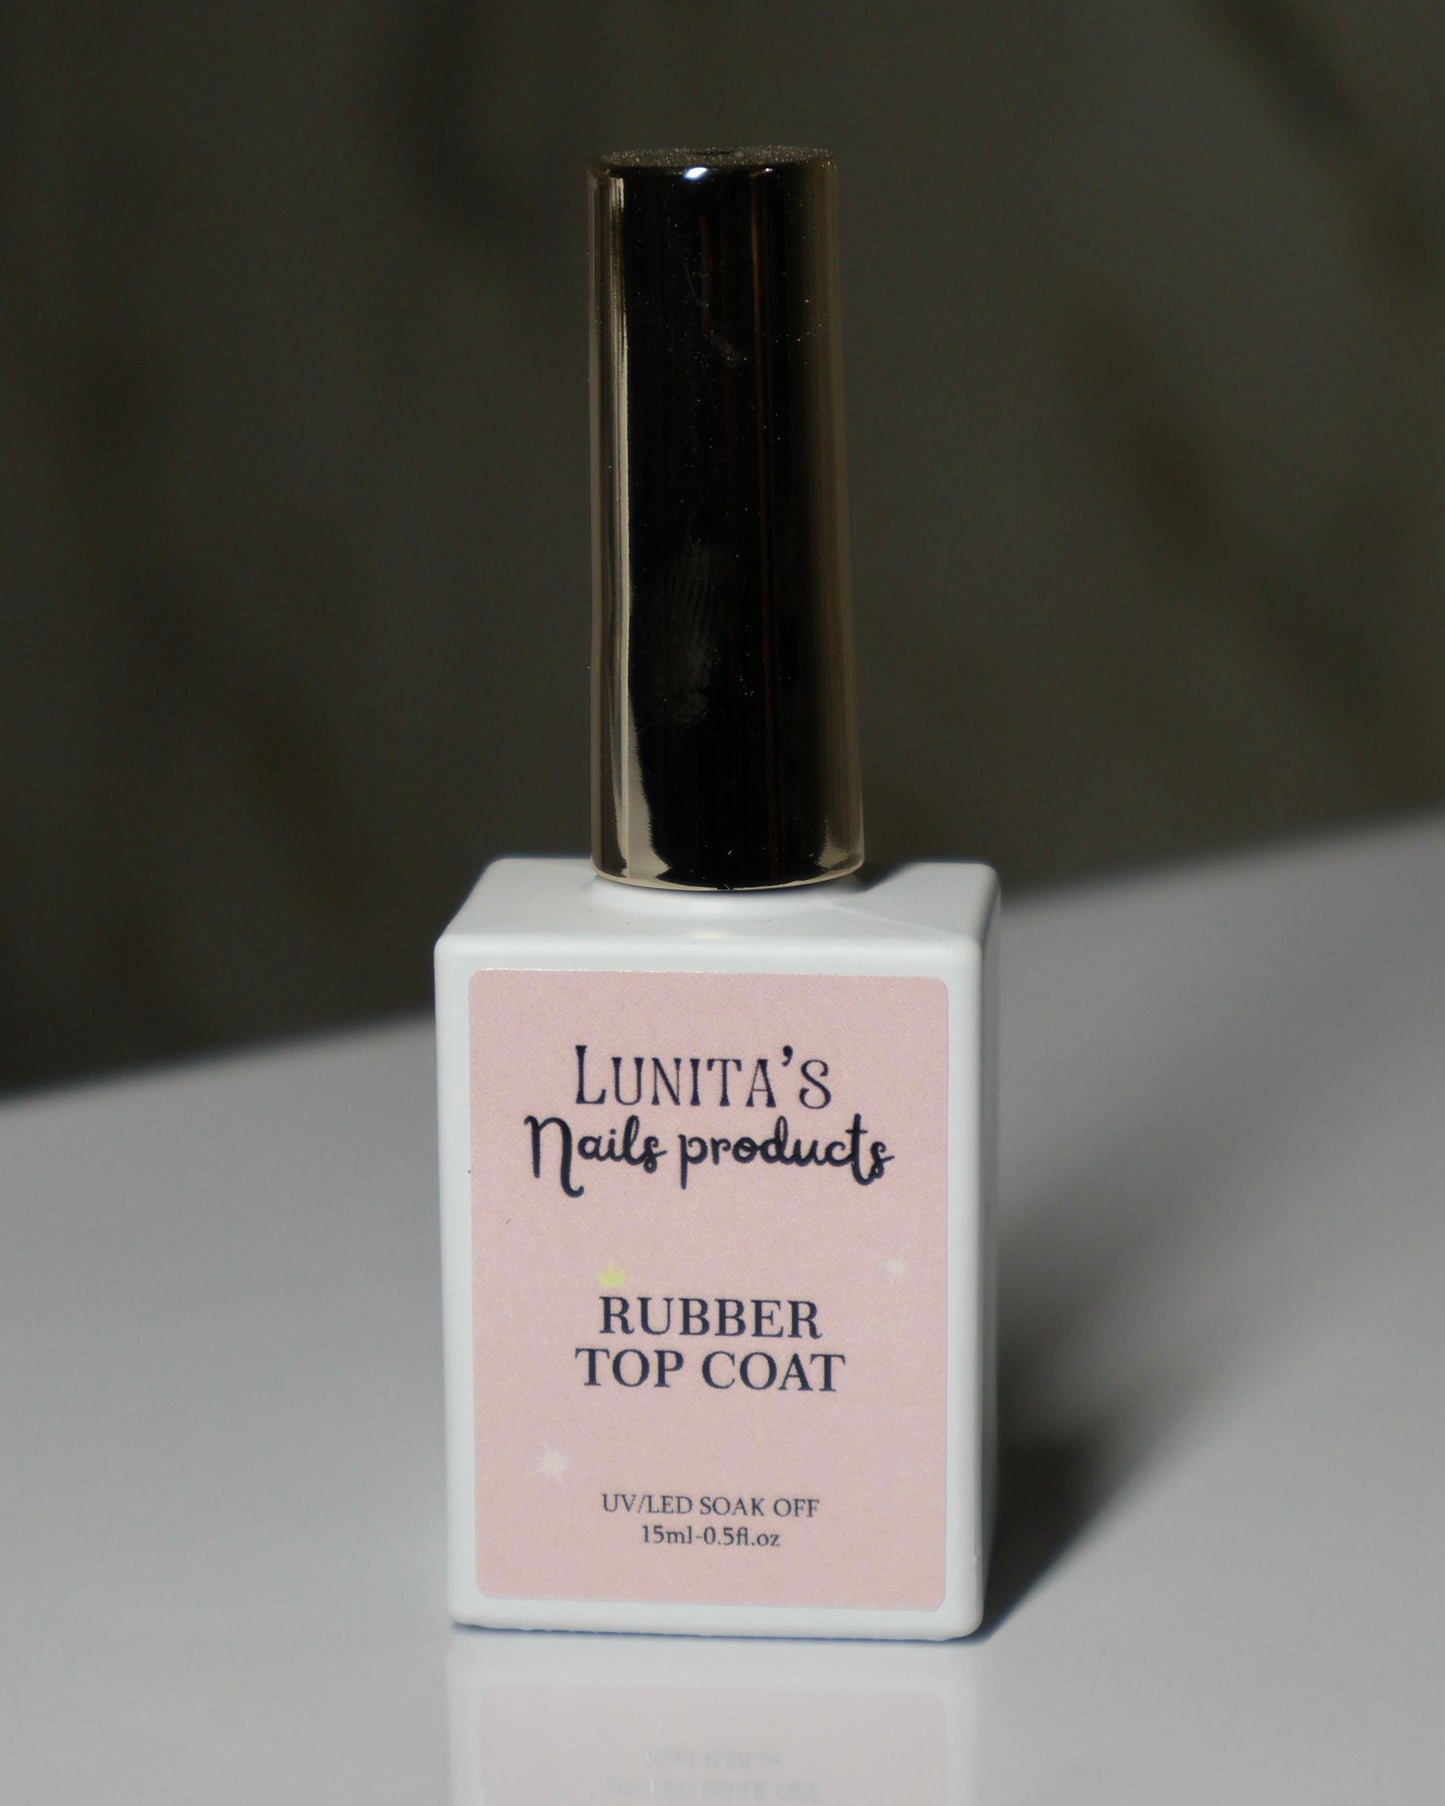 LUNITA'S
Nails products
RUBBER
TOP COAT
UV/LED SOAK OFF
15ml-0.5fl.oz